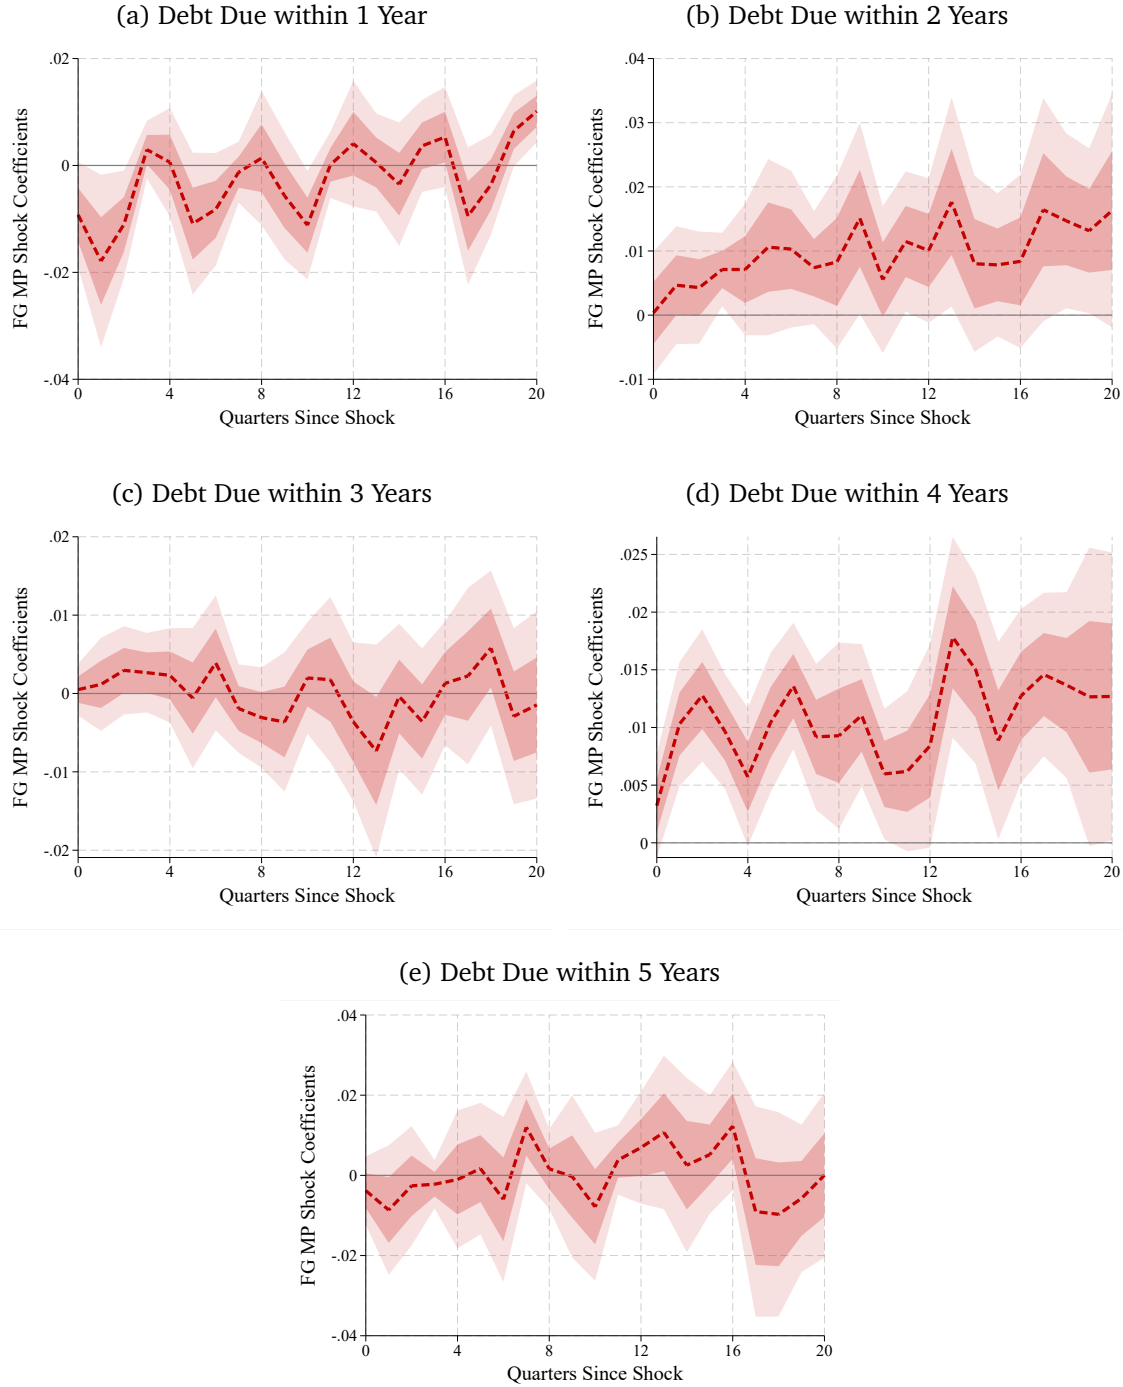 (a) Debt Due within 1 Year
FG MP Shock Coefficients
.02
0
-.02
-.04
0 4 8 12 16 20
Quarters Since Shock
(b) Debt Due within 2 Years
FG MP Shock Coefficients
.04
.03
.02
.01
0
-.01
0 4 8 12 16 20
Quarters Since Shock
(c) Debt Due within 3 Years
FG MP Shock Coefficients
.02
.01
0
-.01
-.02
0 4 8 12 16 20
Quarters Since Shock
(d) Debt Due within 4 Years
FG MP Shock Coefficients
.025
.02
.015
.01
.005
0
0 4 8 12 16 20
Quarters Since Shock
(e) Debt Due within 5 Years
FG MP Shock Coefficients
.04
.02
0
-.02
-.04
0 4 8 12 16 20
Quarters Since Shock